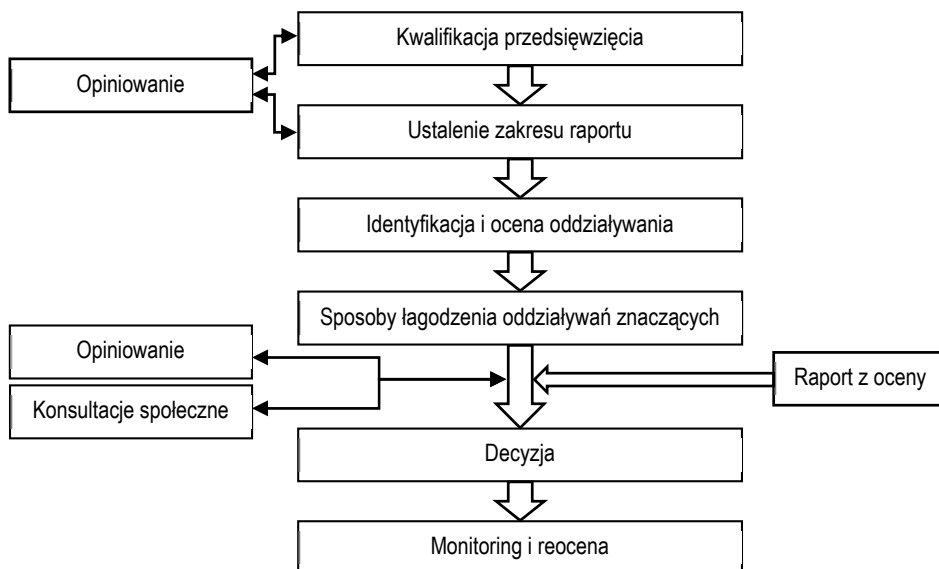 Kwalifikacja przedsięwzięcia
Opiniowanie
Ustalenie zakresu raportu
Identyfikacja i ocena oddziaływania
Sposoby łagodzenia oddziaływań znaczących
Opiniowanie
Raport z oceny
Konsultacje społeczne
Decyzja
Monitoring i reocena